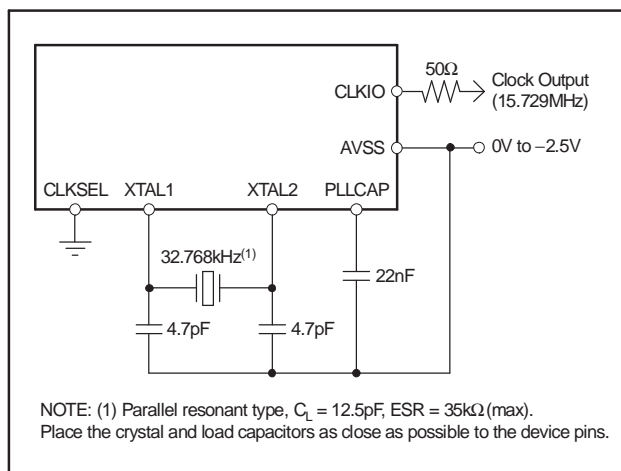 50Ω
Clock Output
CLKIO
(15.729MHz)
AVSS
0V to −2.5V
CLKSEL XTAL1 XTAL2 PLLCAP
32.768kHz(1)
22nF
4.7pF 4.7pF
NOTE: (1) Parallel resonant type, CL = 12.5pF, ESR = 35kΩ (max).
Place the crystal and load capacitors as close as possible to the device pins.